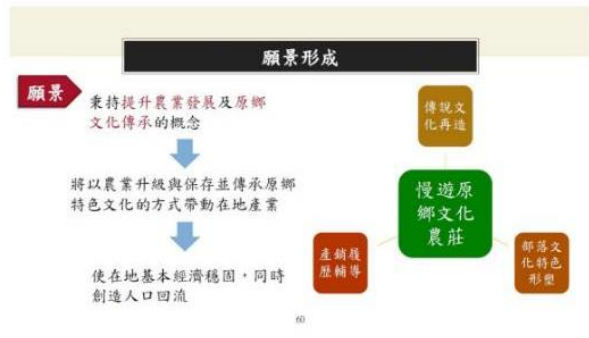 願景形成
願景
秉持提升農業發展及原鄉
文化傳承的概念
將以農業升級與保存並傳承原鄉
特色文化的方式帶動在地產業
使在地基本經濟穩固，同時
創造人口回流
傳說文
化再造
慢遊原
鄉文化
農莊
產銷履
歷輔導
部落文
化特色
形塑
60